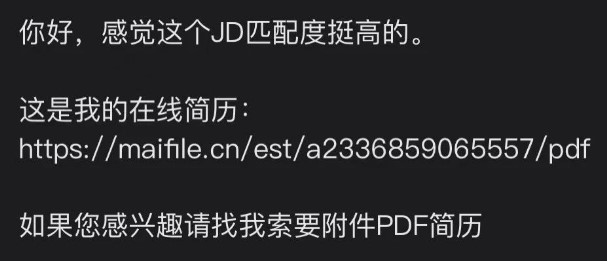 你好，感觉这个JD匹配度挺高的。
这是我的在线简历：
https://maifile.cn/est/a2336859065557/pdf
如果您感兴趣请找我索要附件PDF简历